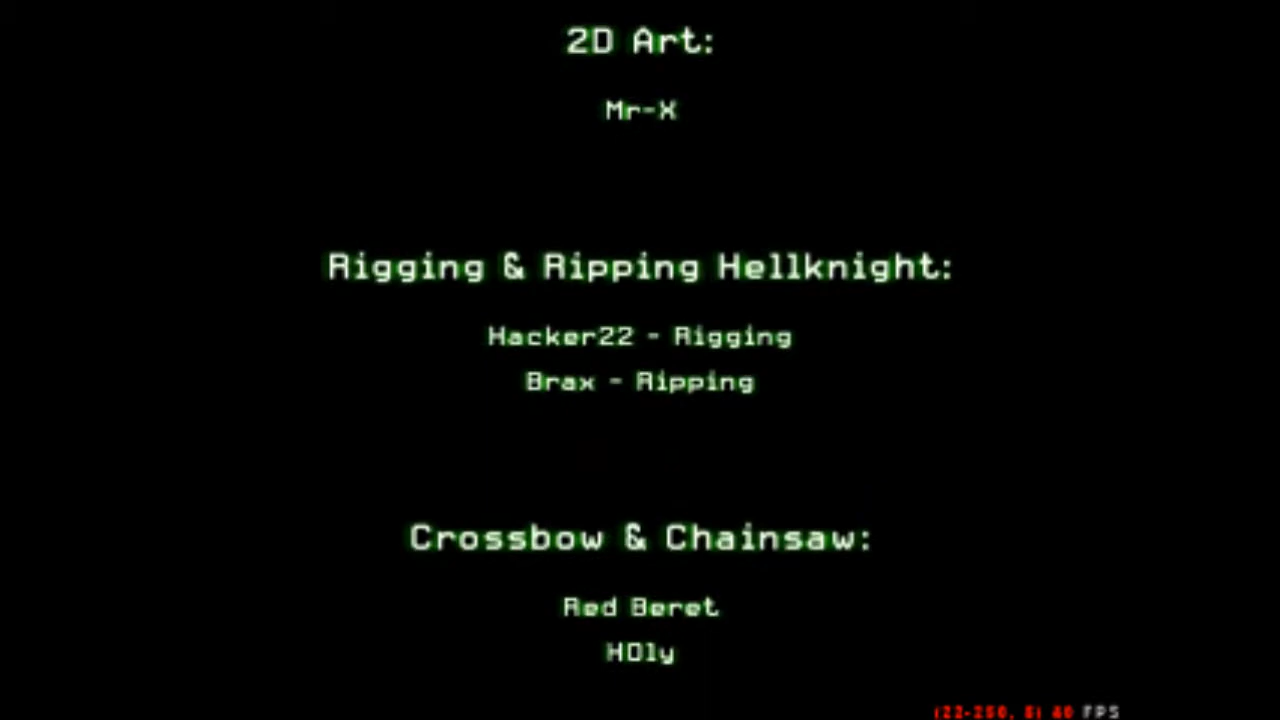 2D Art:
Mr-X
Rigging & Ripping Hellknight:
Hacker22 - Rigging
Brax - Ripping
Crossbow & Chainsaw:
Red Beret
H0ly
FPS